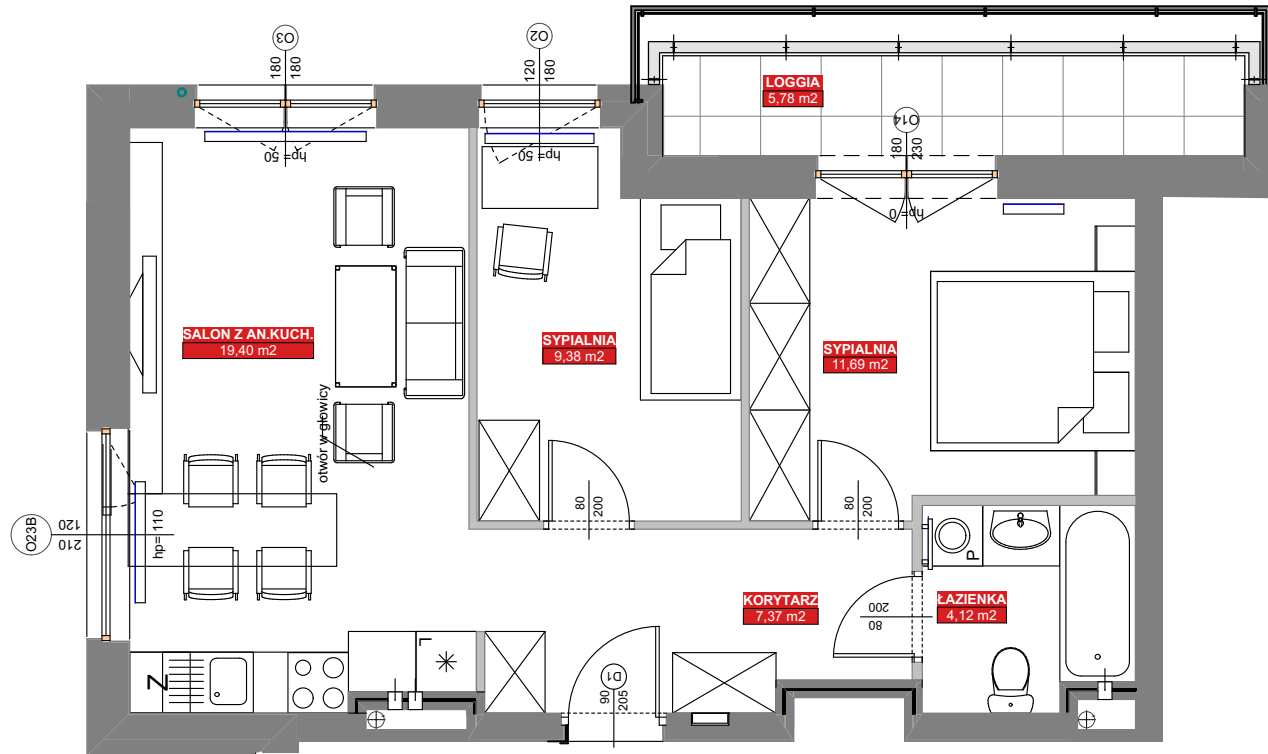 O3
180
180
hp=50
O2
120
180
hp=50
LOGGIA
5,78 m2
O14
180
230
hp=0
SALON Z AN.KUCH.
19,40 m2
SYPIALNIA
9,38 m2
SYPIALNIA
11,69 m2
otwór w głowicy
O23B
120
210
hp=110
80
200
80
200
P
KORYTARZ
7,37 m2
200
80
ŁAZIENKA
4,12 m2
Z
D1
90
205